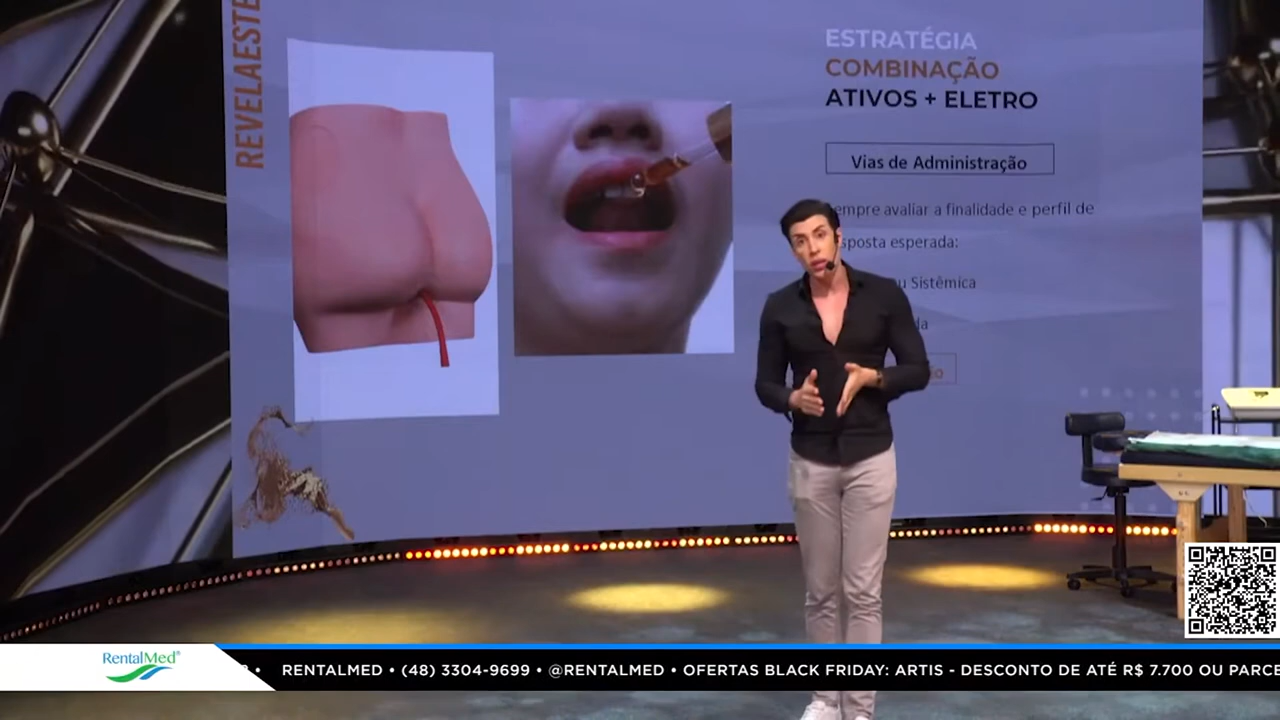 REVELAESTE
ESTRATÉGIA
COMBINAÇÃO
ATIVOS + ELETRO
Vias de Administração
empre avaliar a finalidade e perfil de
sposta esperada:
u Sistêmica
da
RentalMed®
RENTALMED • (48) 3304-9699 • @RENTALMED • OFERTAS BLACK FRIDAY: ARTIS - DESCONTO DE ATÉ R$ 7.700 OU PARCE